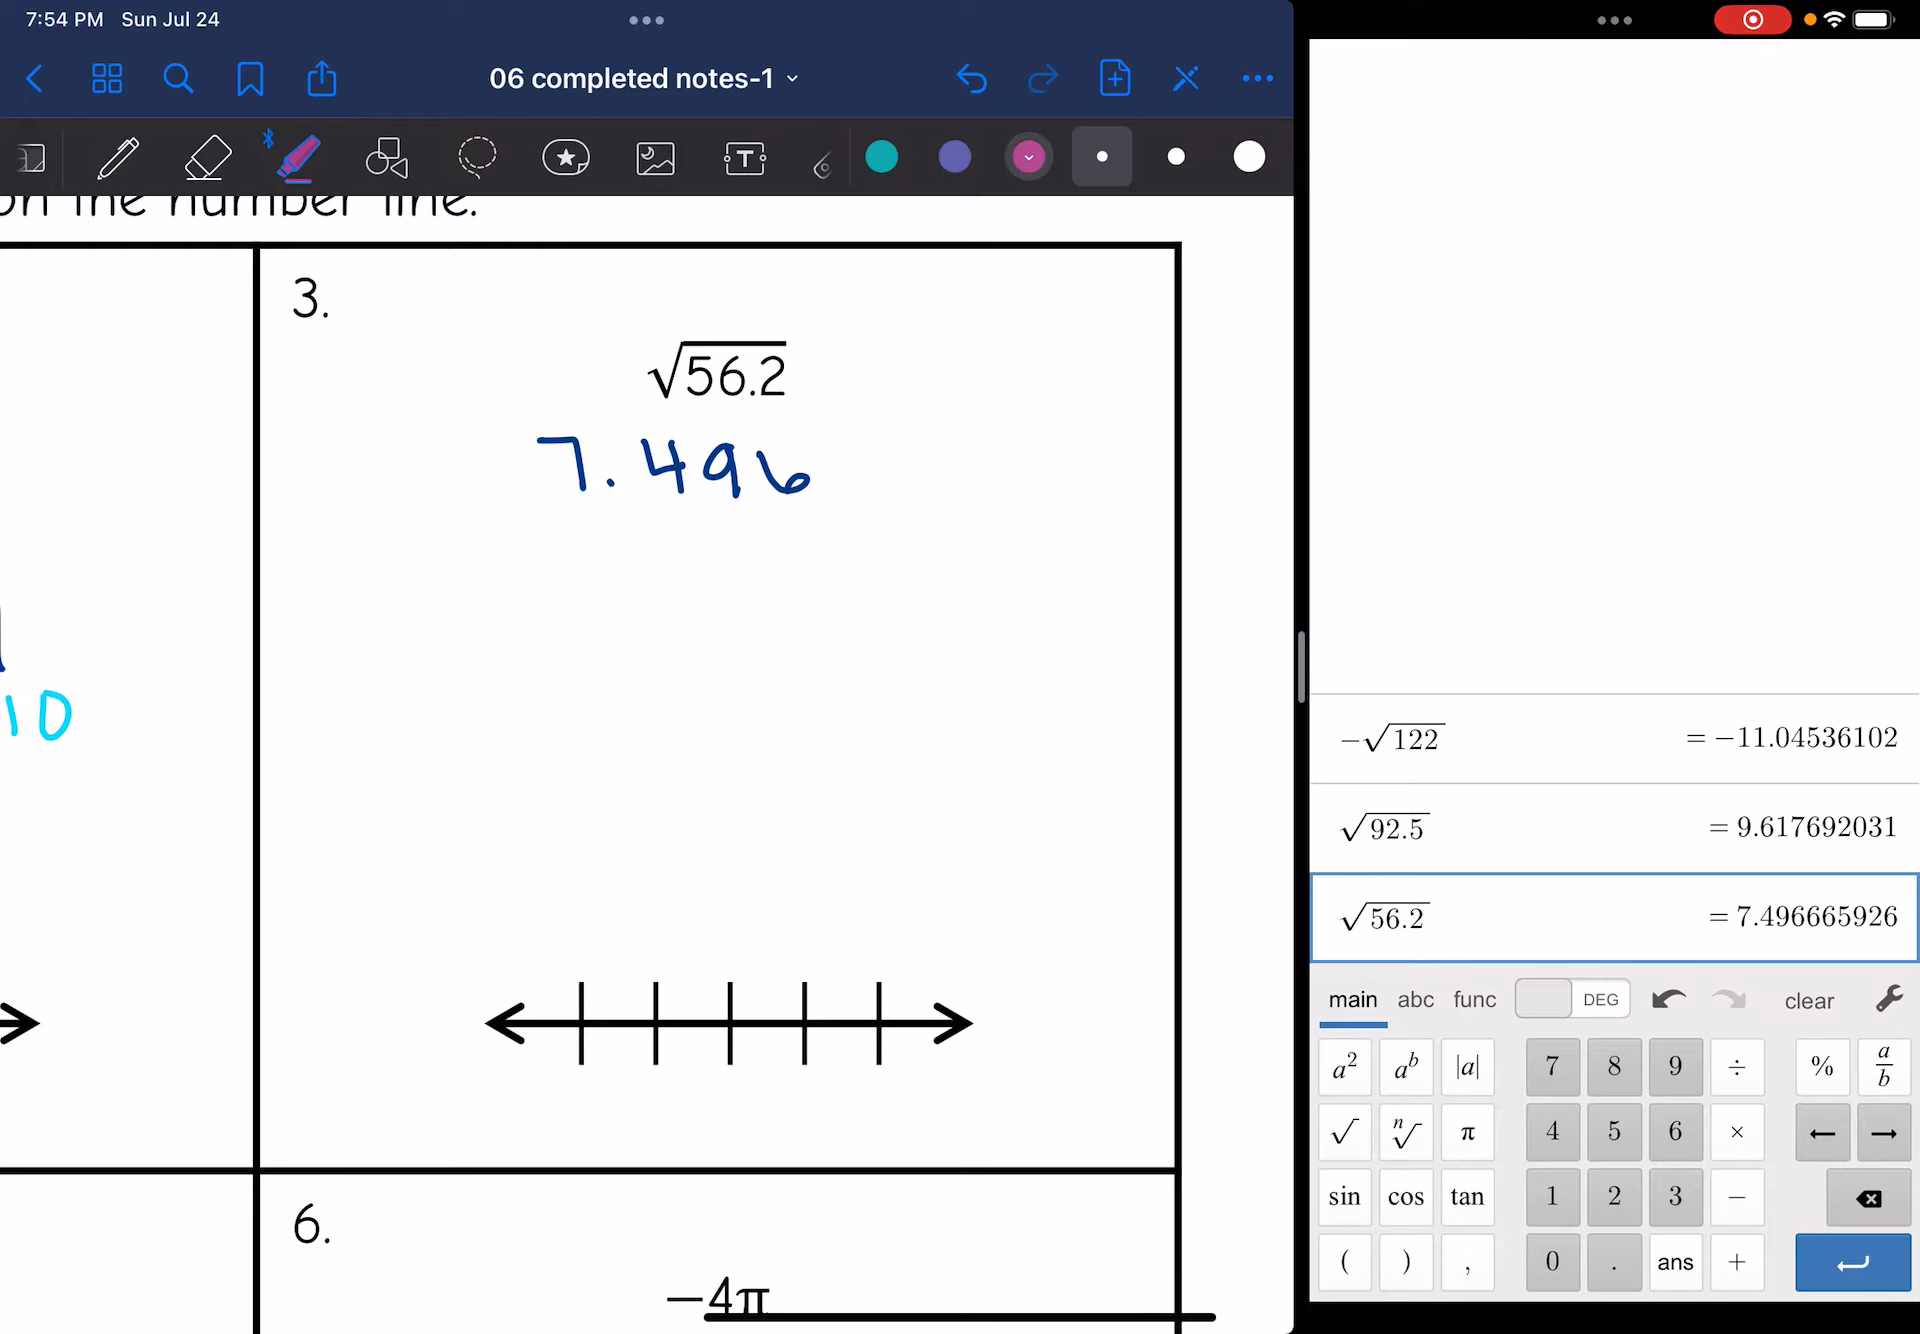 7:54 PM Sun Jul 24
06 completed notes-1
T
on the number line.
3.
√56.2
7.496
10
6.
−4π
−√122 = −11.04536102
√92.5 = 9.617692031
√56.2 = 7.496665926
main abc func DEG clear
a² aᵇ |a| 7 8 9 ÷ % a/b
√ ⁿ√ π 4 5 6 × ← →
sin cos tan 1 2 3 −
( ) , 0 . ans +